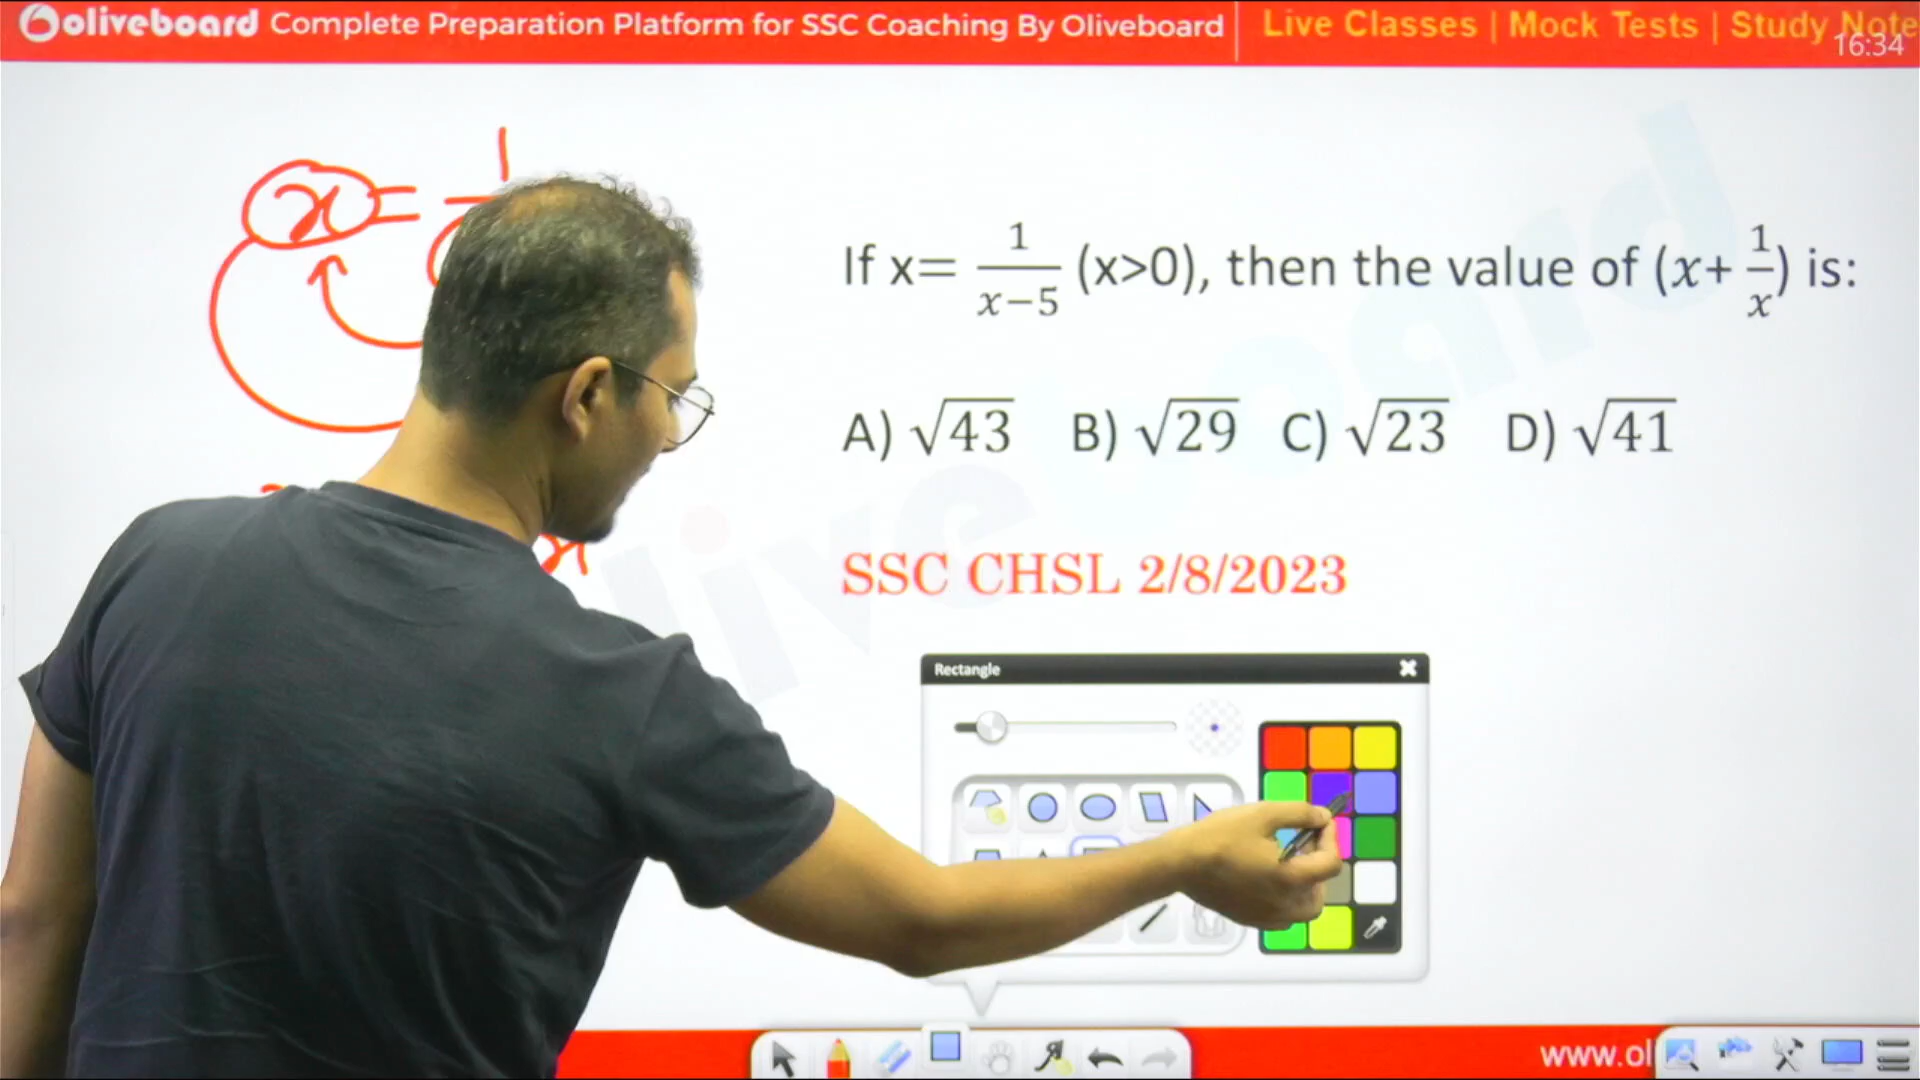 oliveboard Complete Preparation Platform for SSC Coaching By Oliveboard Live Classes | Mock Tests | Study Note
16:34
x = 1
If x= 1/(x−5) (x>0), then the value of (x+ 1/x) is:
A) √43 B) √29 C) √23 D) √41
SSC CHSL 2/8/2023
Rectangle
www.ol